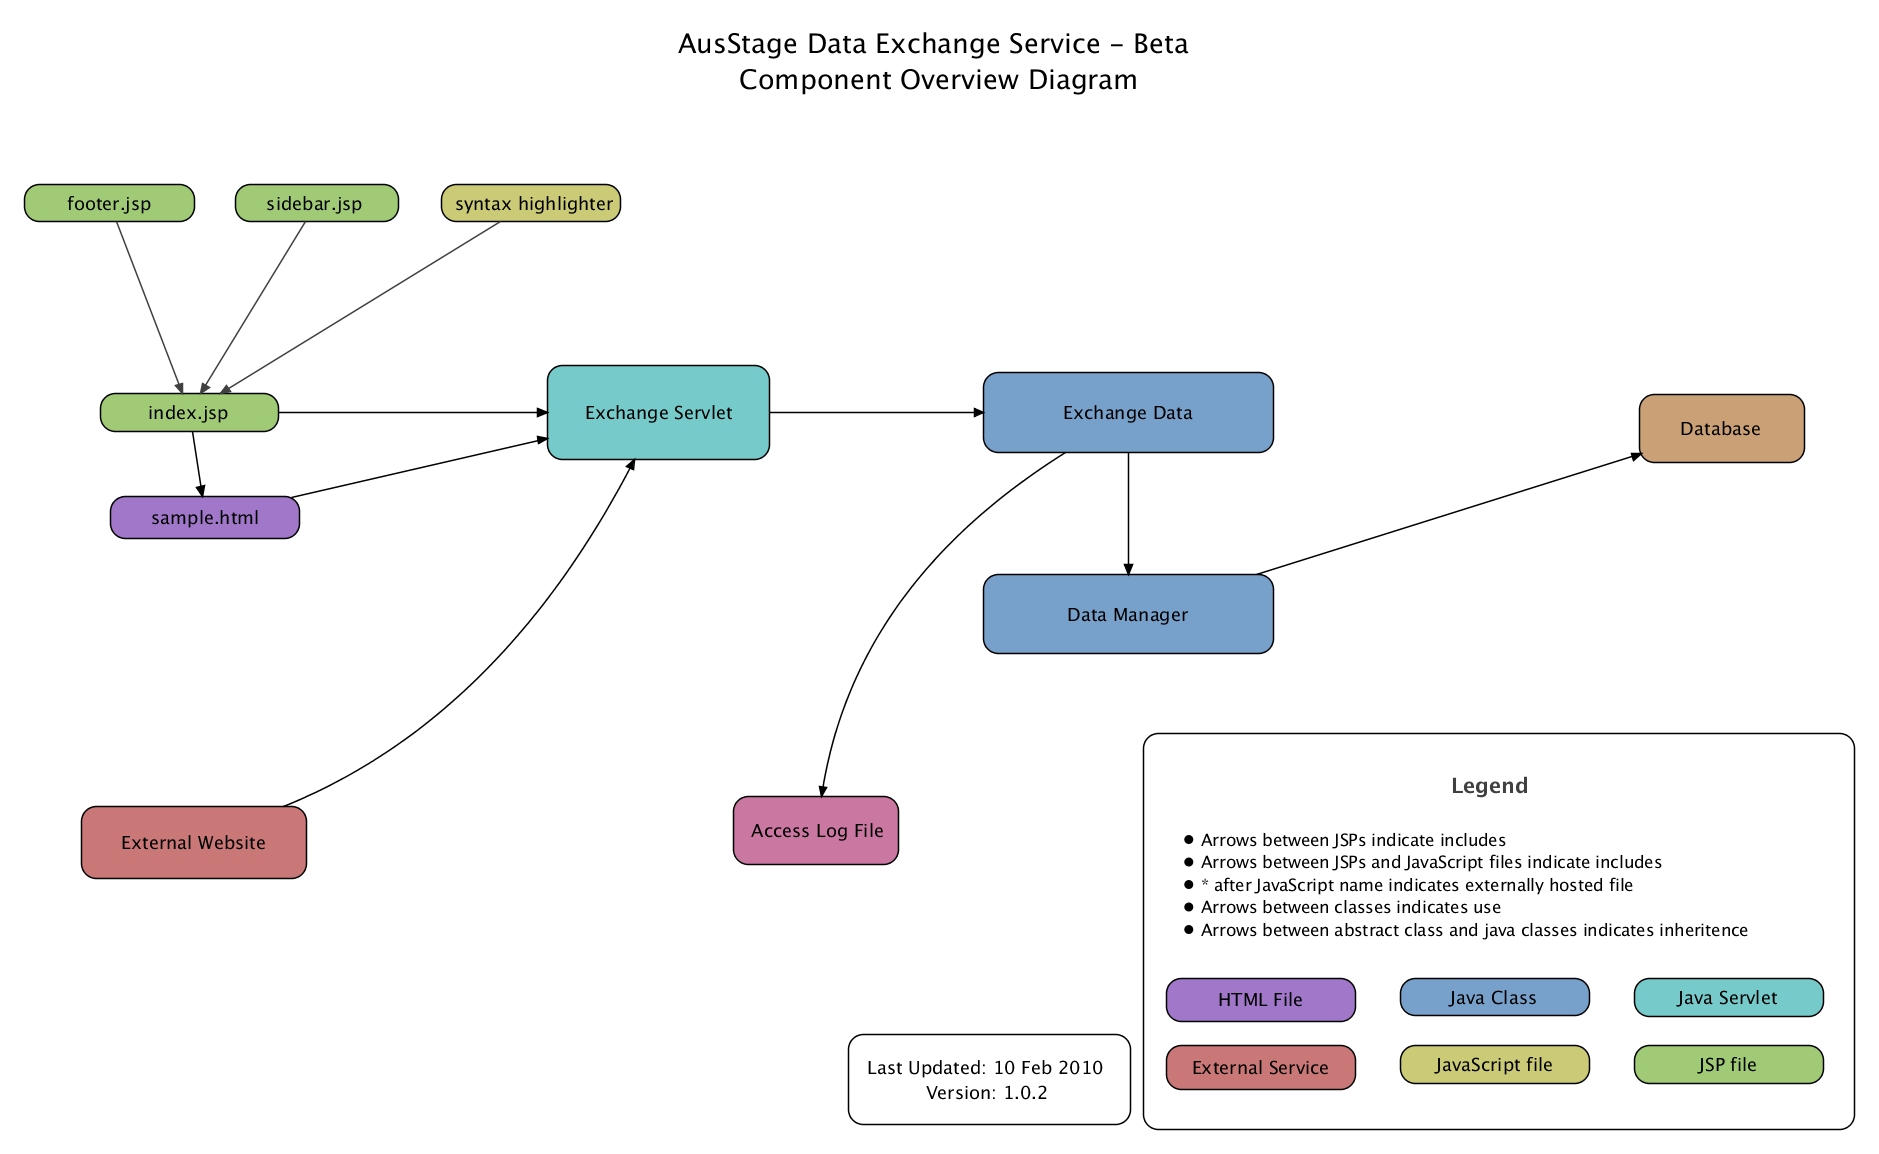 AusStage Data Exchange Service - Beta
Component Overview Diagram
footer.jsp
sidebar.jsp
syntax highlighter
index.jsp
Exchange Servlet
Exchange Data
Database
sample.html
Data Manager
External Website
Access Log File
Legend
● Arrows between JSPs indicate includes
● Arrows between JSPs and JavaScript files indicate includes
● * after JavaScript name indicates externally hosted file
● Arrows between classes indicates use
● Arrows between abstract class and java classes indicates inheritence
HTML File
Java Class
Java Servlet
External Service
JavaScript file
JSP file
Last Updated: 10 Feb 2010
Version: 1.0.2